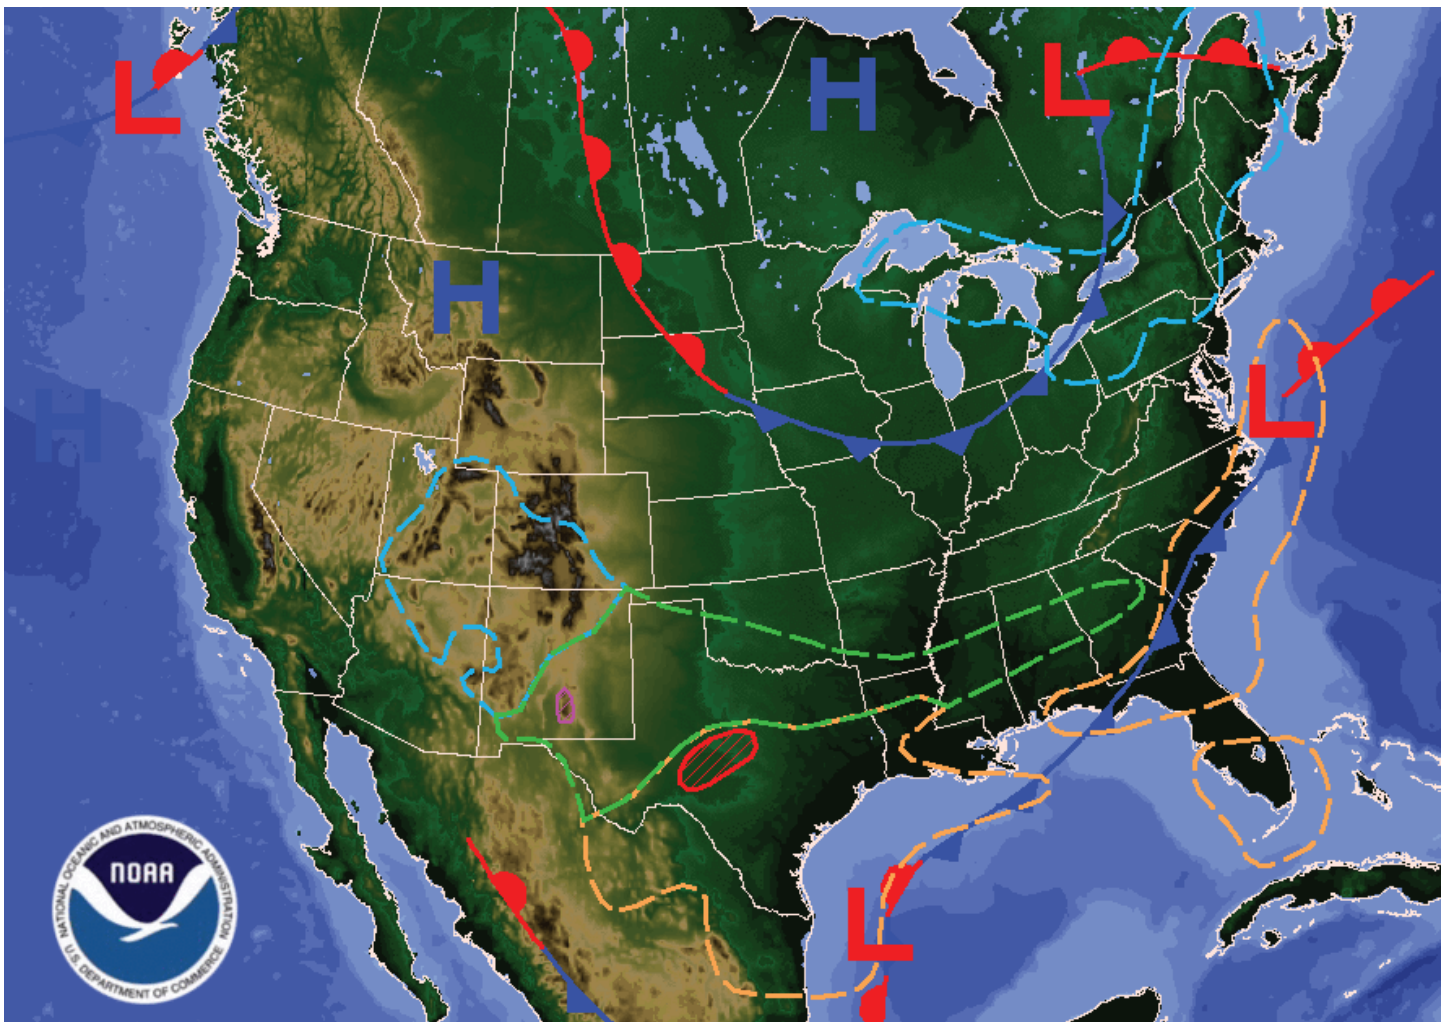 L
H
L
H
H
L
L
NATIONAL OCEANIC AND ATMOSPHERIC ADMINISTRATION
NOAA
U.S. DEPARTMENT OF COMMERCE